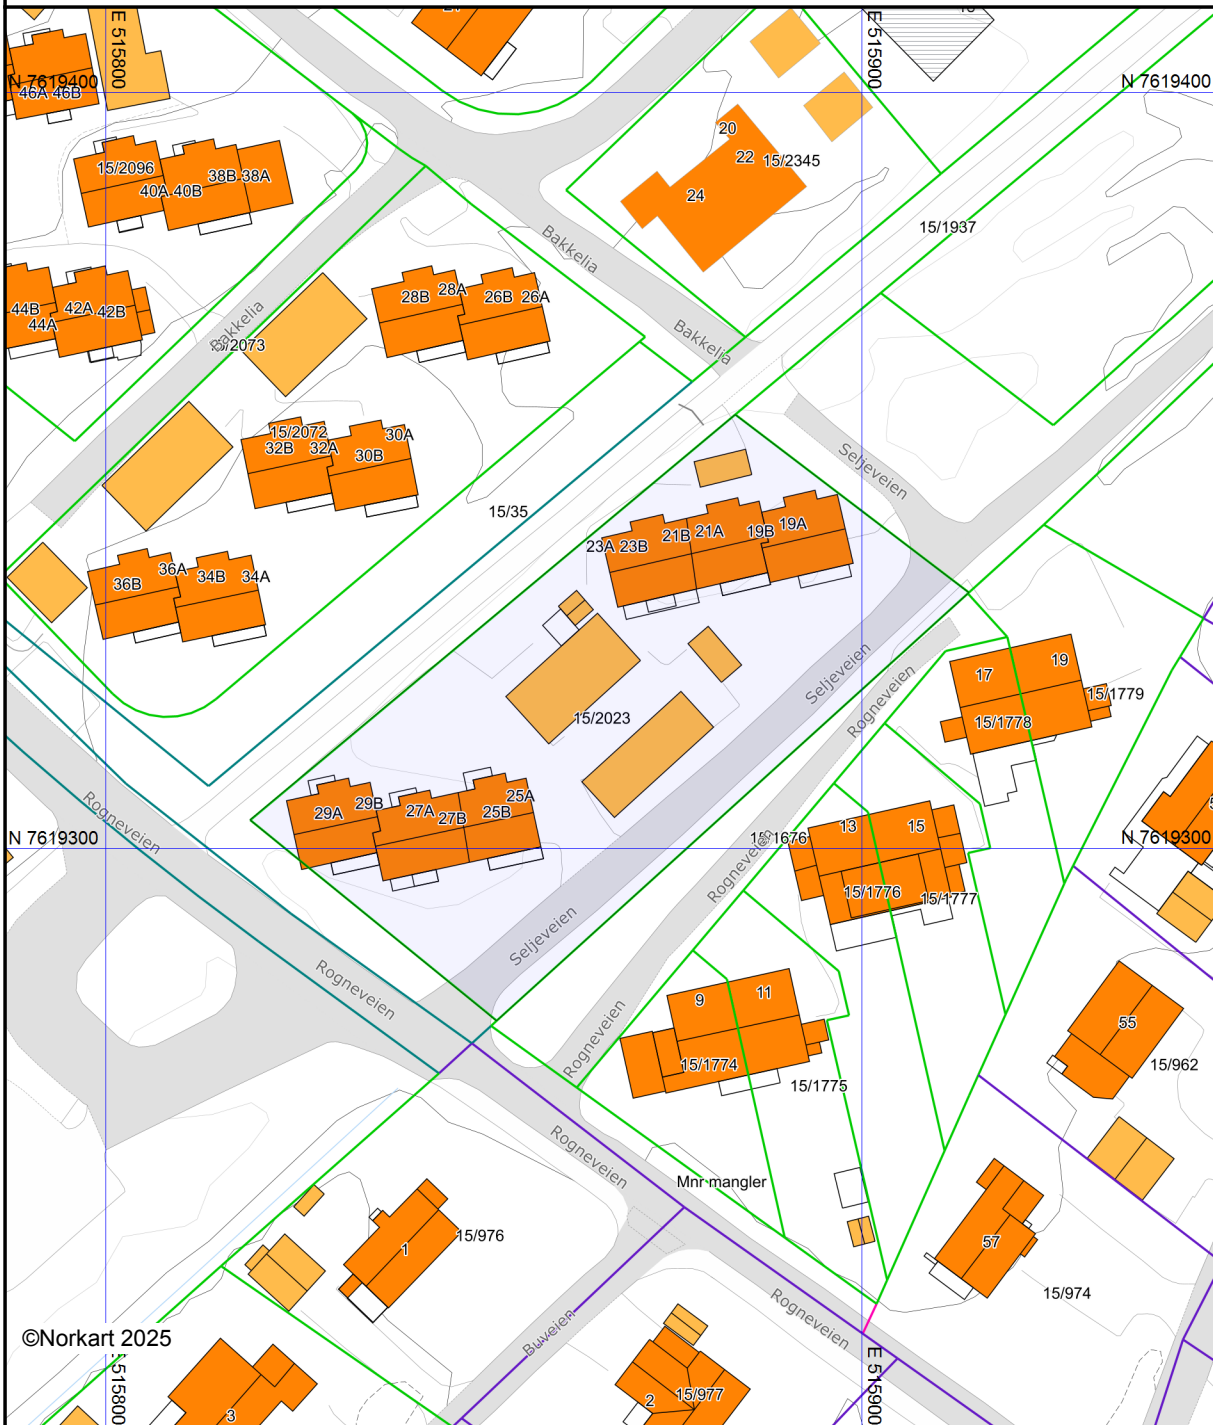 E 515800
E 515900
N 7619400
N 7619400
46A 46B
20
22
15/2345
24
15/2096
38B 38A
40A 40B
15/1937
Bakkelia
28B
28A
26B
26A
44B
42A
42B
44A
Bakkelia
Bakkelia
15/2072
30A
32B
32A
30B
Seljeveien
15/35
19A
21B
21A
19B
23A
23B
36A
36B
34B
34A
Seljeveien
Rogneveien
17
19
15/1779
15/1778
15/2023
25A
29B
29A
27A
27B
25B
Rogneveien
N 7619300
N 7619300
13
15
15/1676
Rogneveien
15/1776
15/1777
Seljeveien
Rogneveien
9
11
55
Rogneveien
15/1774
15/1775
15/962
Rogneveien
Mnr mangler
1
15/976
57
15/974
Rogneveien
©Norkart 2025
Buveien
E 515800
E 515900
15/977
2
3